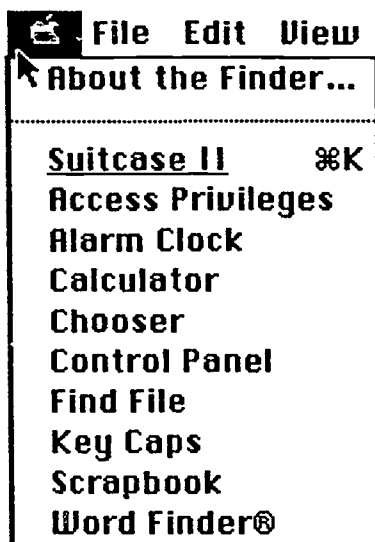 File Edit View
About the Finder...
Suitcase II ⌘K
Access Privileges
Alarm Clock
Calculator
Chooser
Control Panel
Find File
Key Caps
Scrapbook
Word Finder®